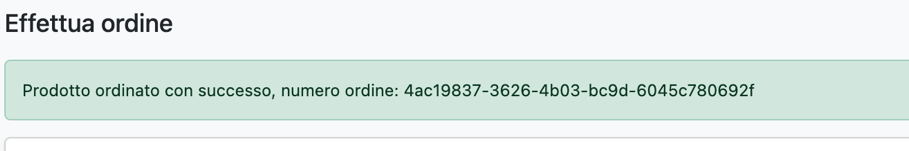 Effettua ordine
Prodotto ordinato con successo, numero ordine: 4ac19837-3626-4b03-bc9d-6045c780692f